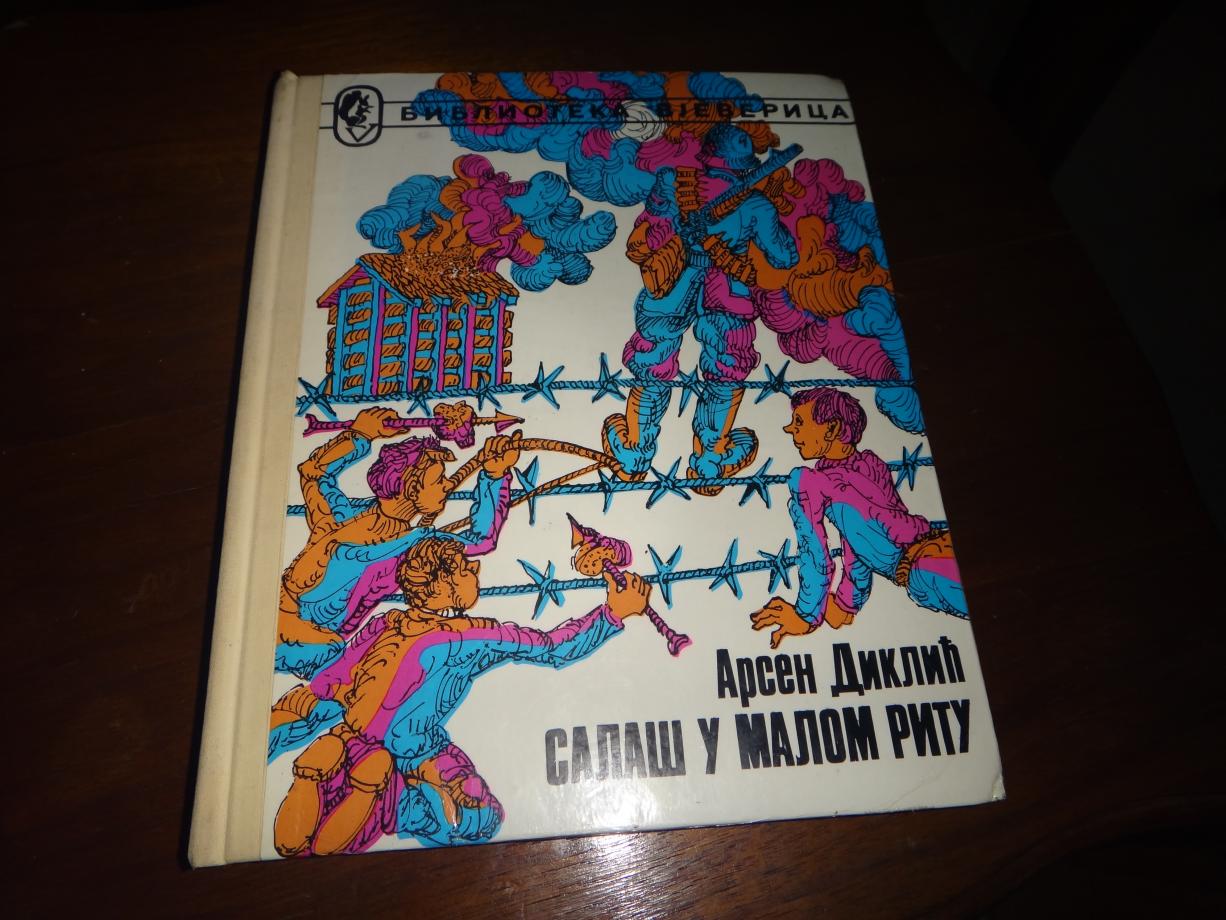 БИБЛИОТЕКА ВЈЕВЕРИЦА
Арсен Диклић
САЛАШ У МАЛОМ РИТУ